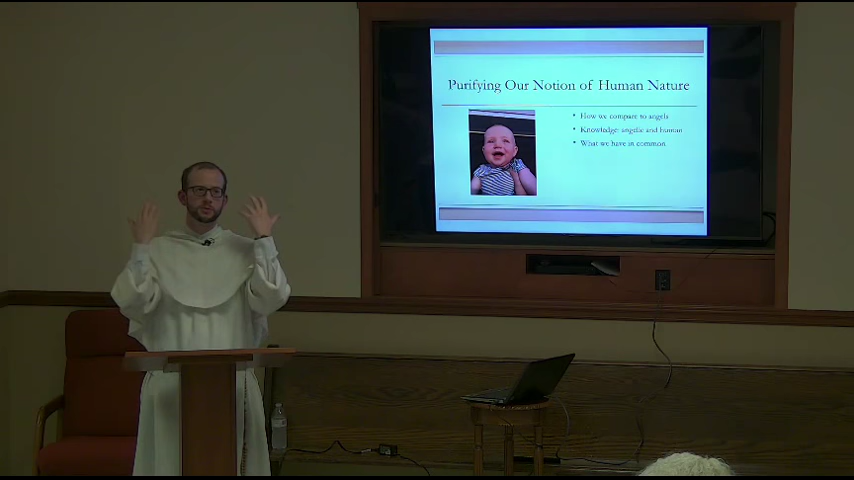 Purifying Our Notion of Human Nature
• How we compare to angels
• Knowledge: angelic and human
• What we have in common